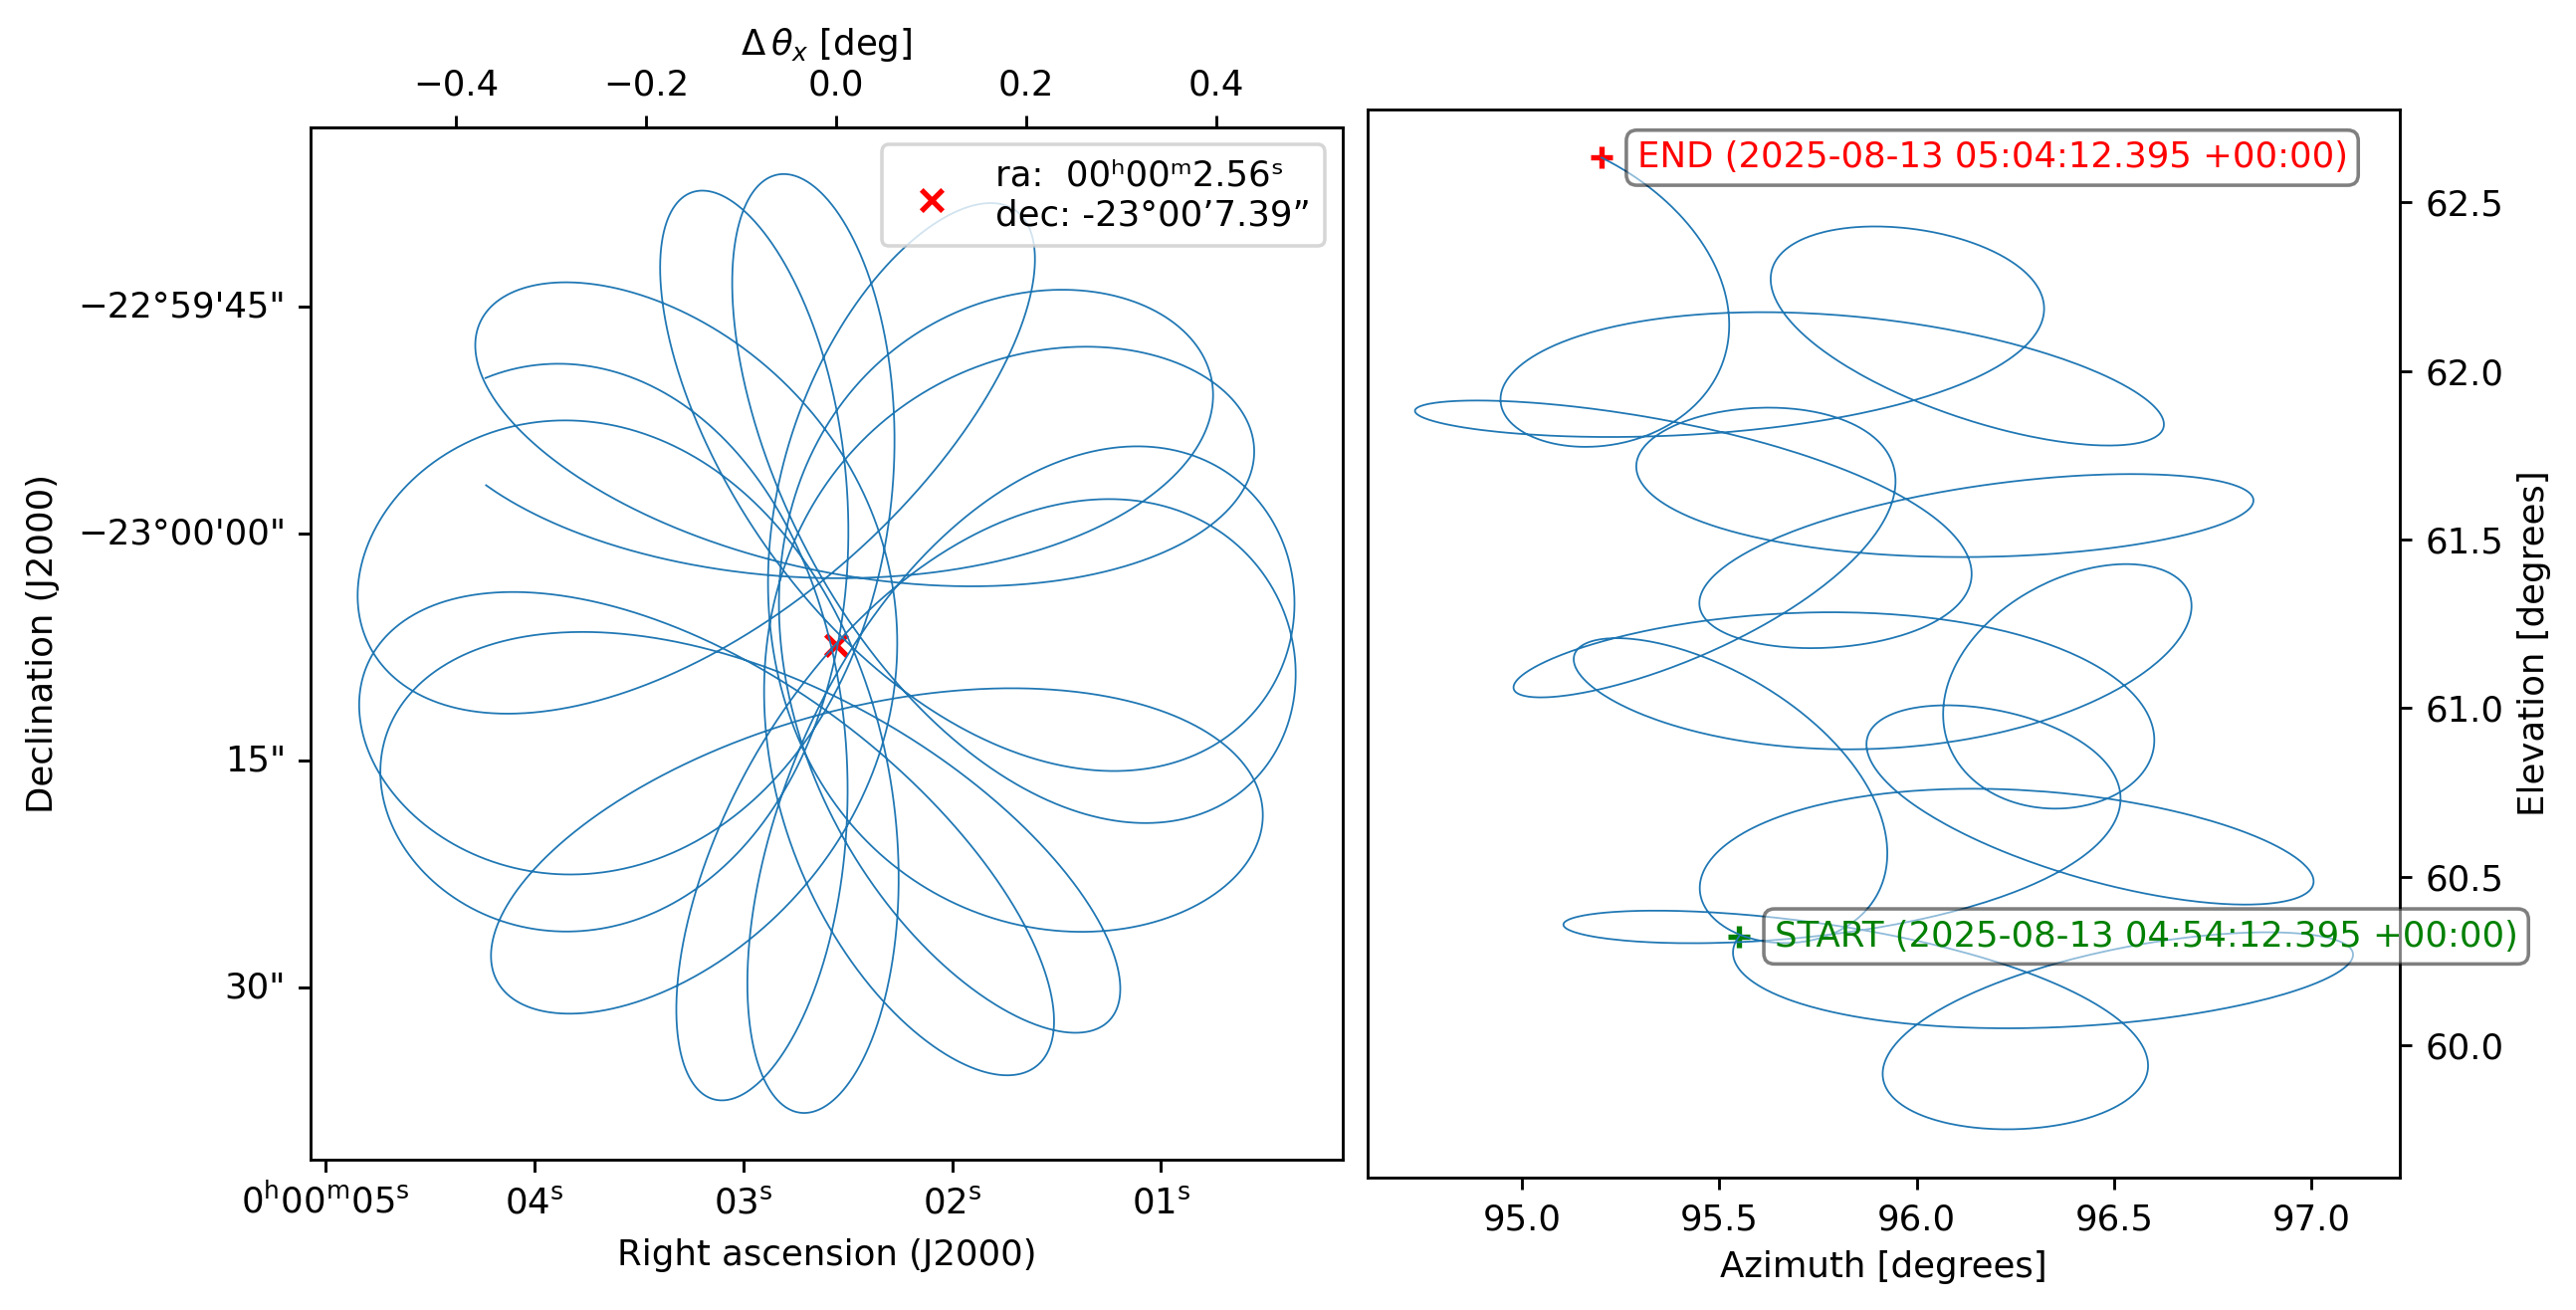 Δ θₓ [deg]
−0.4 −0.2 0.0 0.2 0.4
ra: 00ʰ00ᵐ2.56ˢ
dec: -23°00’7.39”
Declination (J2000)
−22°59'45"
−23°00'00"
15"
30"
0ʰ00ᵐ05ˢ 04ˢ 03ˢ 02ˢ 01ˢ
Right ascension (J2000)
END (2025-08-13 05:04:12.395 +00:00)
START (2025-08-13 04:54:12.395 +00:00)
62.5
62.0
61.5
61.0
60.5
60.0
Elevation [degrees]
95.0 95.5 96.0 96.5 97.0
Azimuth [degrees]